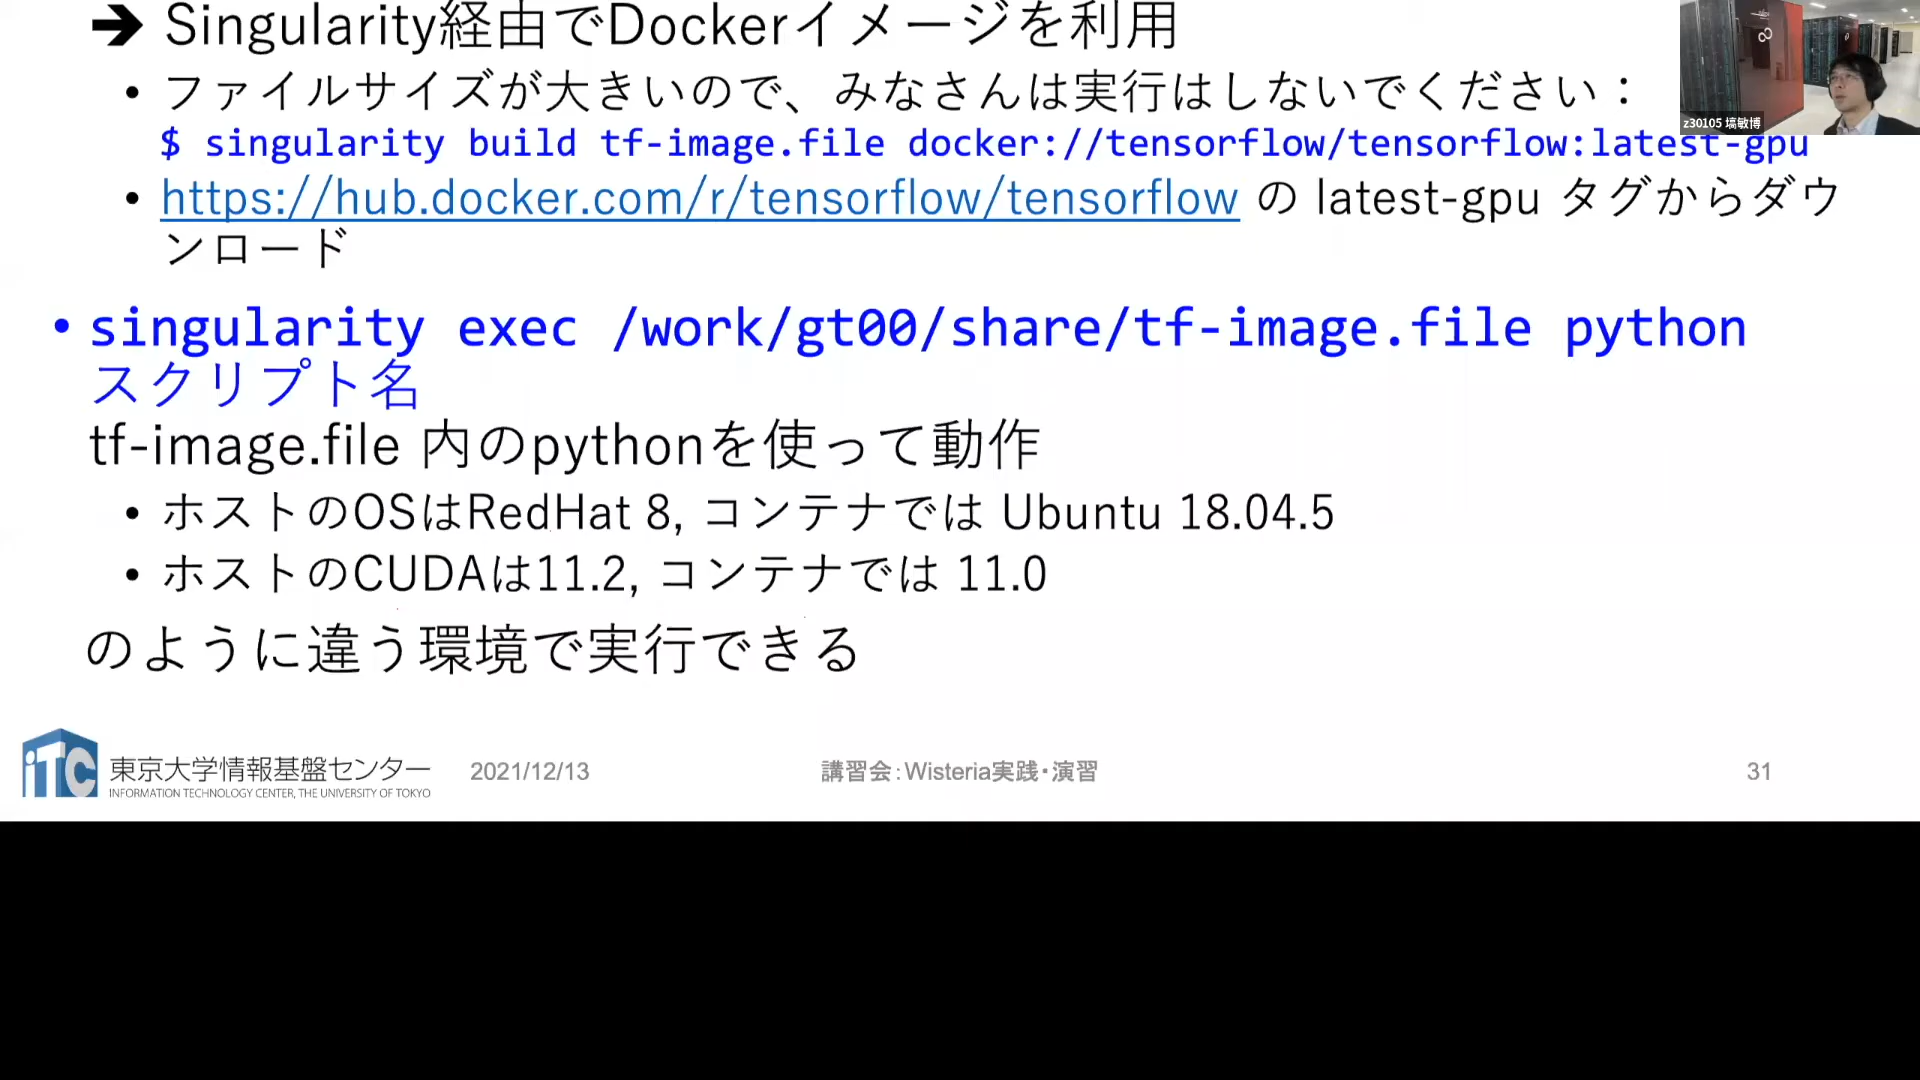 ➔ Singularity経由でDockerイメージを利用
• ファイルサイズが大きいので、みなさんは実行はしないでください：
$ singularity build tf-image.file docker://tensorflow/tensorflow:latest-gpu
• https://hub.docker.com/r/tensorflow/tensorflow の latest-gpu タグからダウ
ンロード
• singularity exec /work/gt00/share/tf-image.file python
スクリプト名
tf-image.file 内のpythonを使って動作
• ホストのOSはRedHat 8, コンテナでは Ubuntu 18.04.5
• ホストのCUDAは11.2, コンテナでは 11.0
のように違う環境で実行できる
z30105 塙敏博
iTC
東京大学情報基盤センター
INFORMATION TECHNOLOGY CENTER, THE UNIVERSITY OF TOKYO
2021/12/13
講習会：Wisteria実践・演習
31